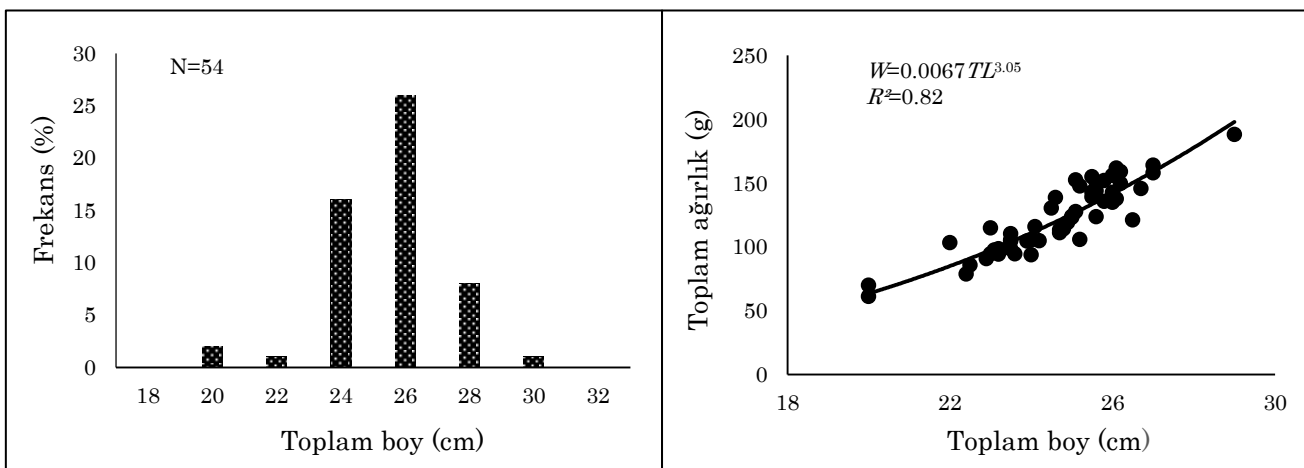 30
25
20
15
10
5
0
Frekans (%)
N=54
18 20 22 24 26 28 30 32
Toplam boy (cm)
250
200
150
100
50
0
Toplam ağırlık (g)
W=0.0067TL^3.05
R²=0.82
18 22 26 30
Toplam boy (cm)